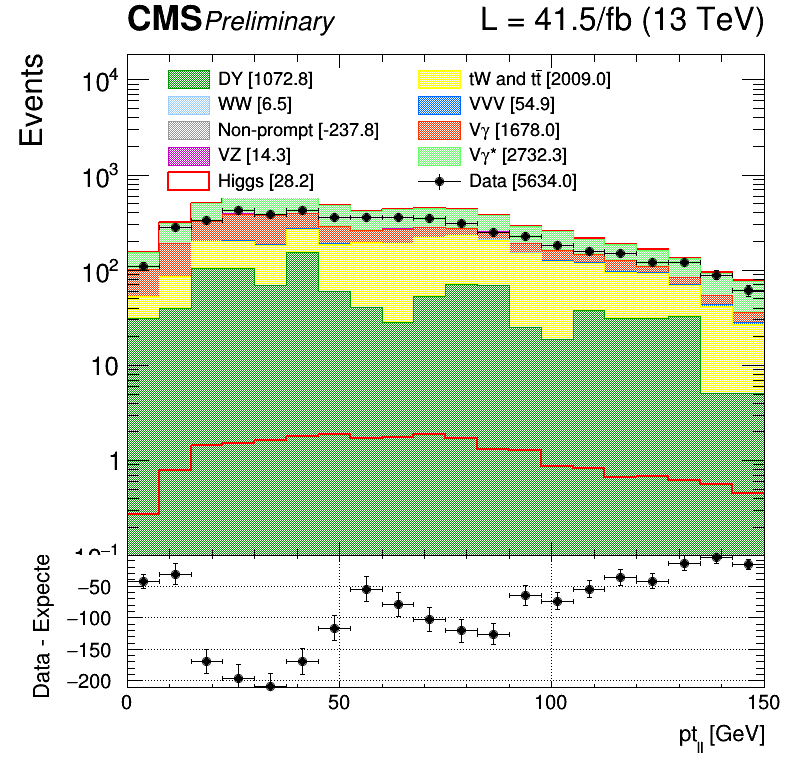 CMS Preliminary L = 41.5/fb (13 TeV)
Events
10⁴
10³
10²
10
1
10⁻¹
DY [1072.8]
WW [6.5]
Non-prompt [-237.8]
VZ [14.3]
Higgs [28.2]
tW and tt̄ [2009.0]
VVV [54.9]
Vγ [1678.0]
Vγ* [2732.3]
Data [5634.0]
Data - Expecte
−50
−100
−150
−200
0 50 100 150
pt_ll [GeV]